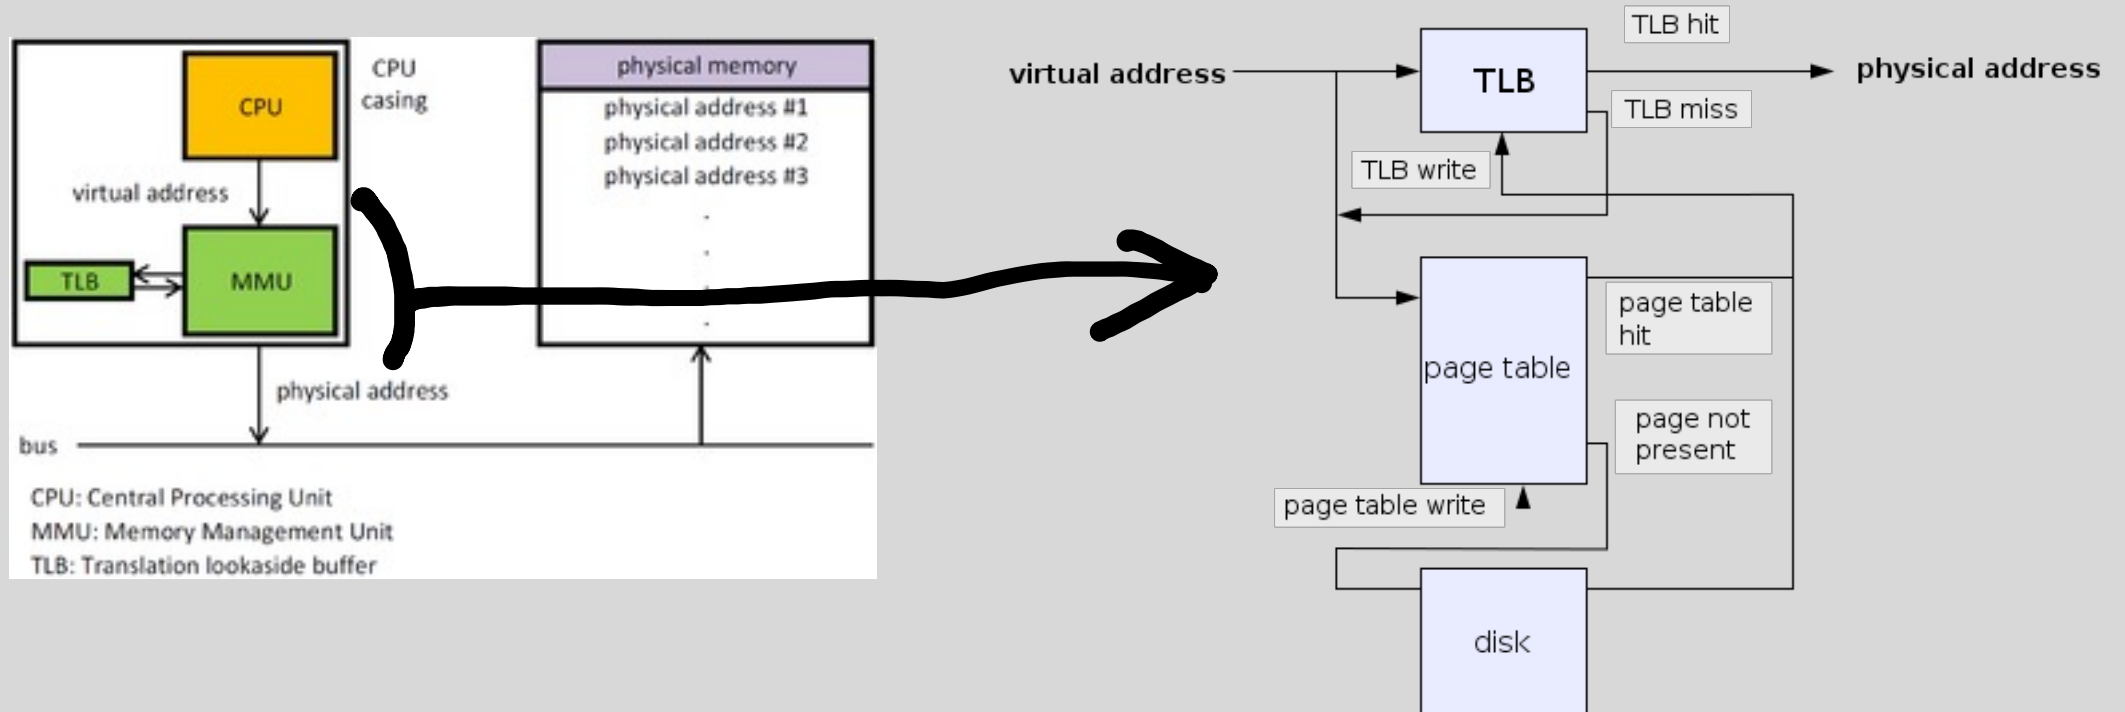 CPU
CPU
casing
virtual address
TLB
MMU
physical address
bus
CPU: Central Processing Unit
MMU: Memory Management Unit
TLB: Translation lookaside buffer
physical memory
physical address #1
physical address #2
physical address #3
.
.
.
.
virtual address
TLB
TLB hit
physical address
TLB miss
TLB write
page table
page table
hit
page not
present
page table write
disk